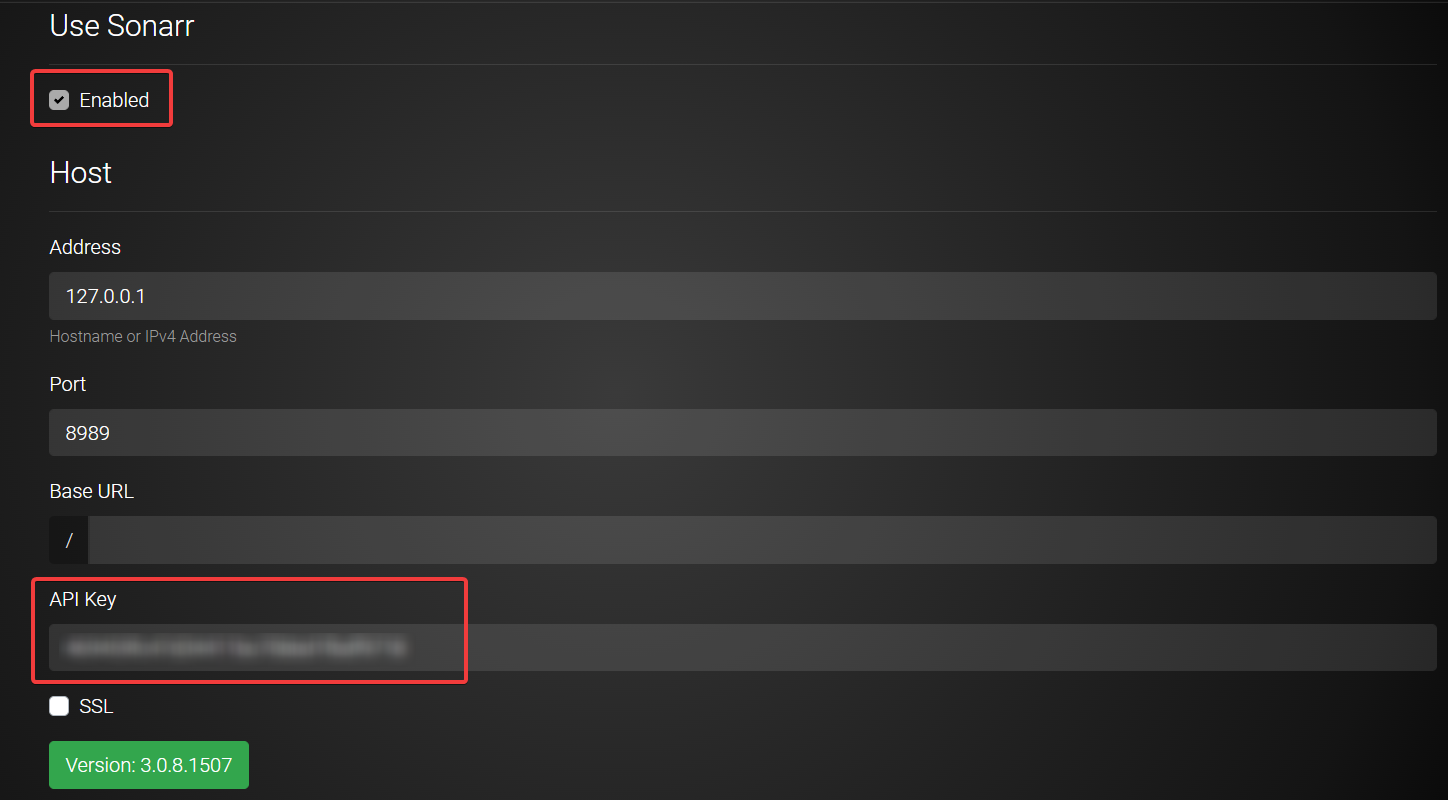 Use Sonarr
Enabled
Host
Address
127.0.0.1
Hostname or IPv4 Address
Port
8989
Base URL
/
API Key
SSL
Version: 3.0.8.1507